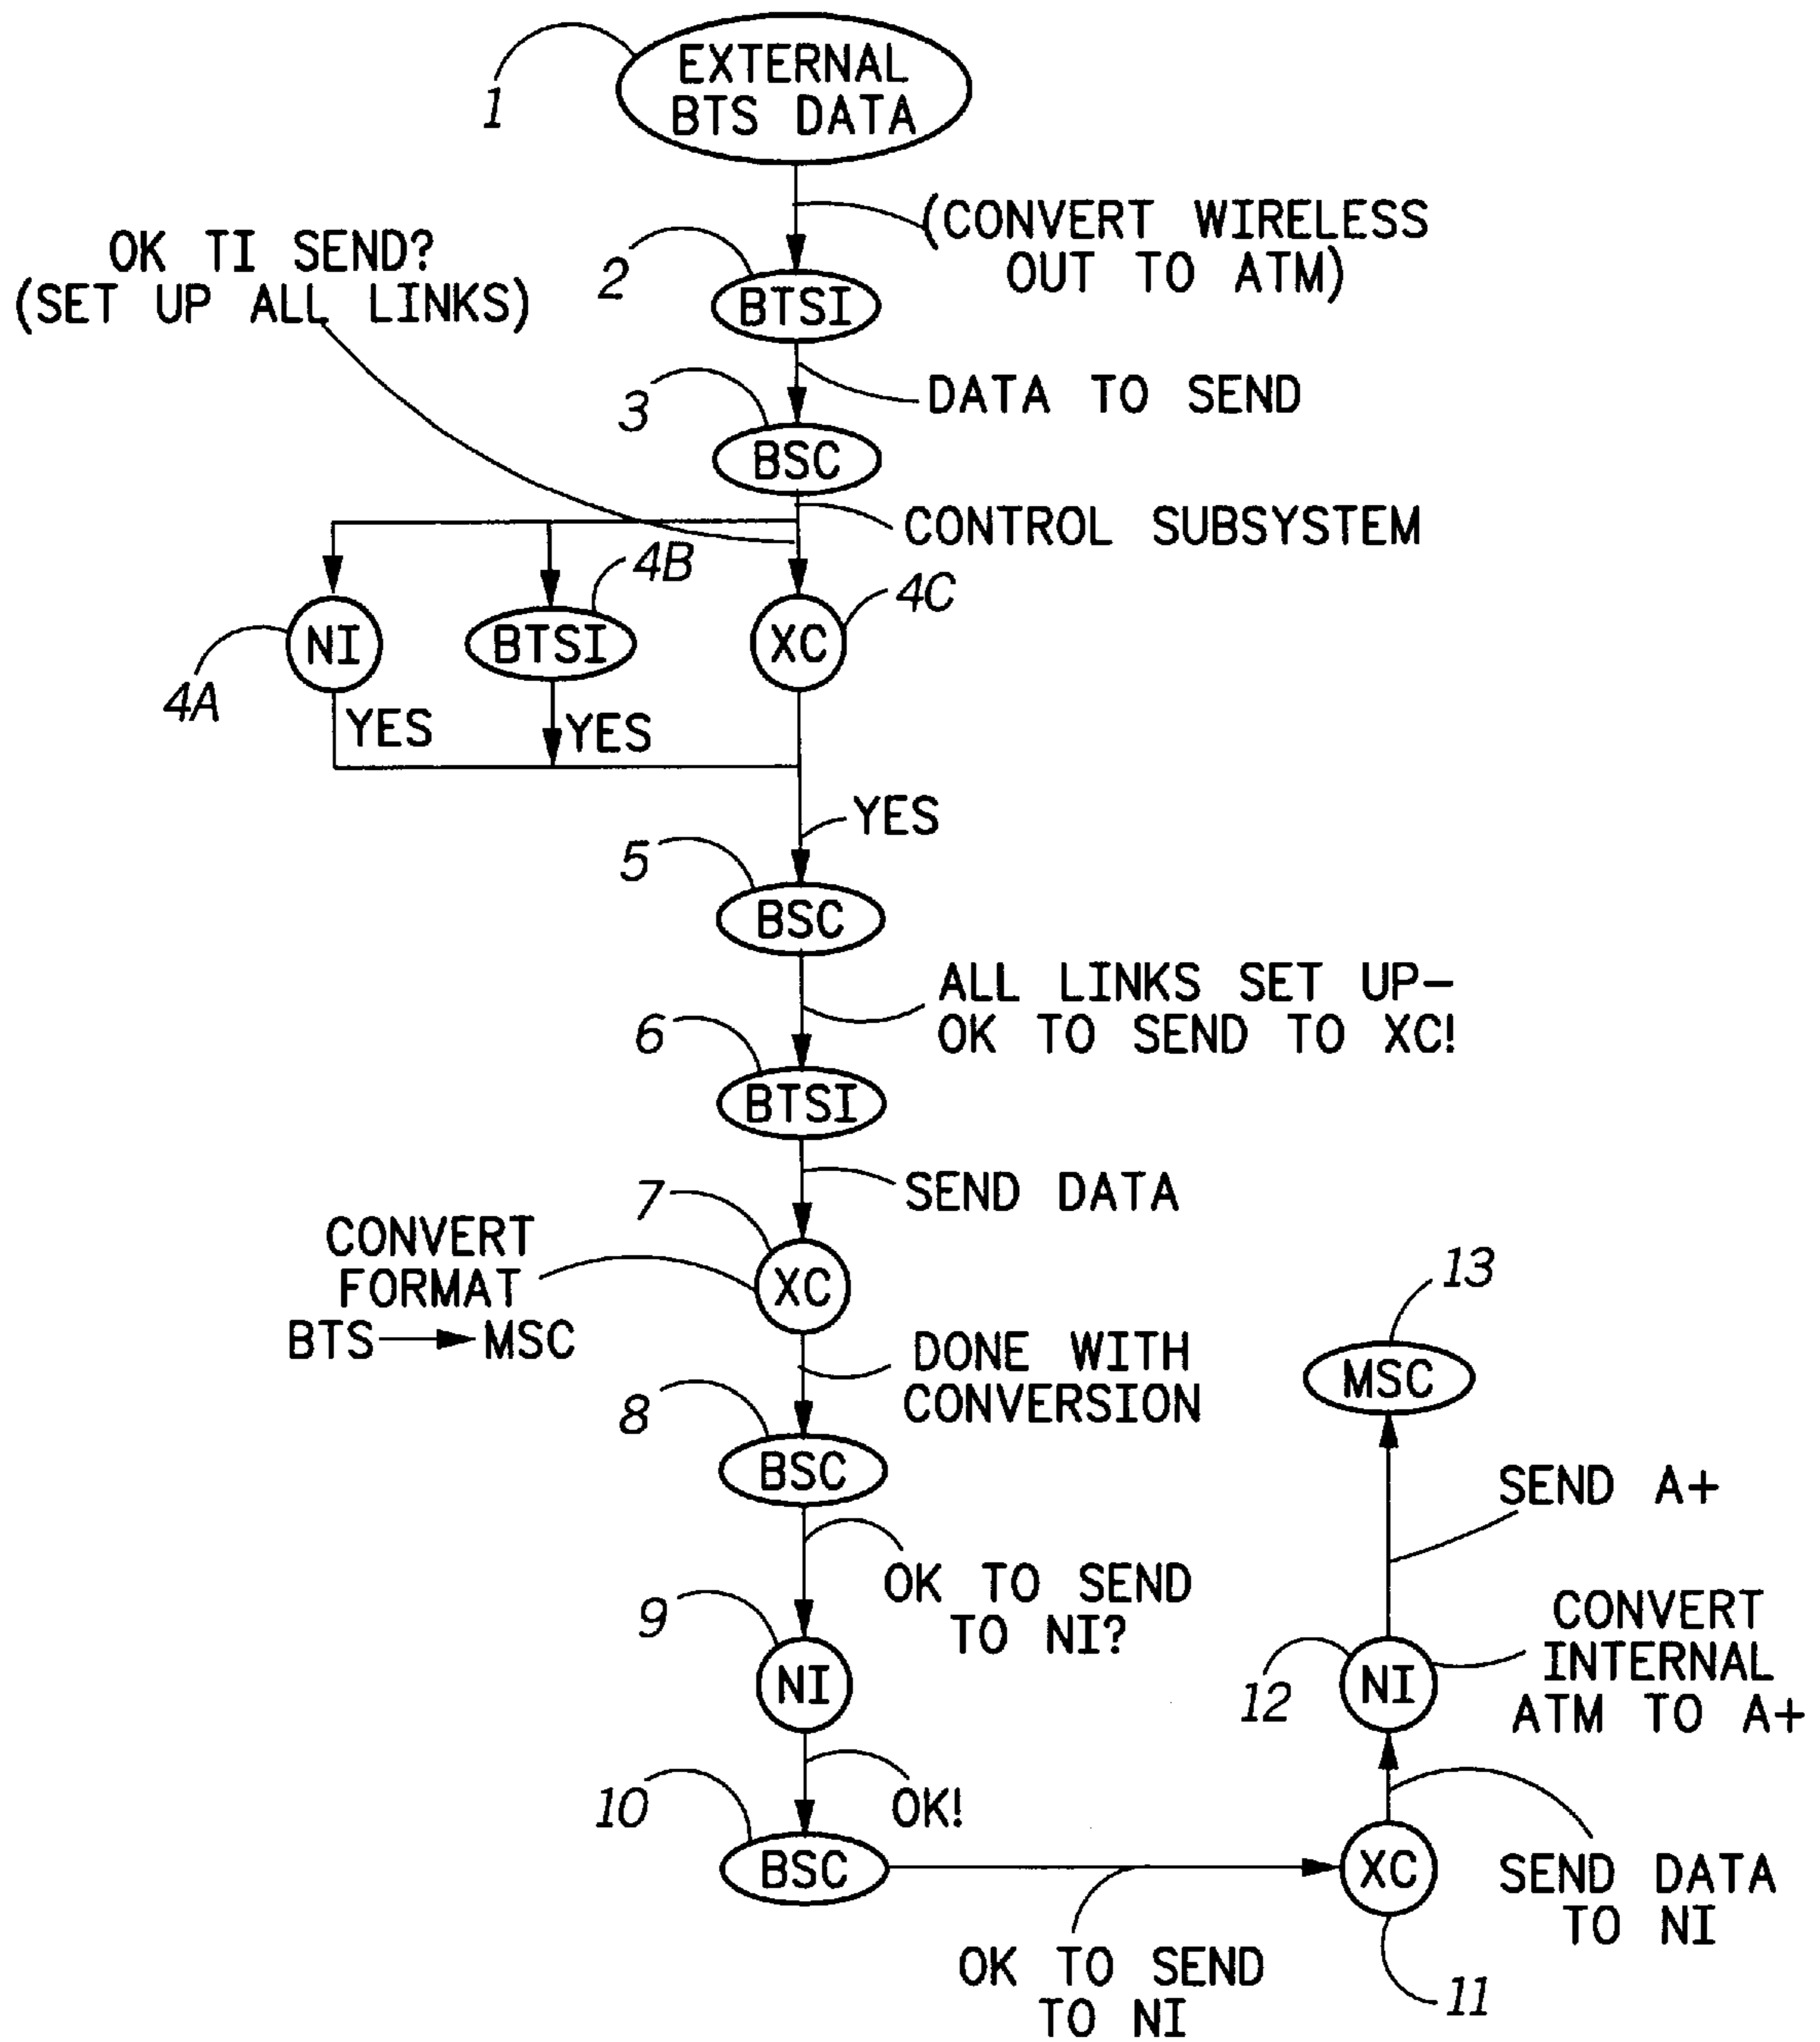 1
EXTERNAL
BTS DATA
(CONVERT WIRELESS
OUT TO ATM)
OK TI SEND?
(SET UP ALL LINKS)
2
BTSI
DATA TO SEND
3
BSC
CONTROL SUBSYSTEM
4B
4C
NI
BTSI
XC
4A
YES
YES
YES
5
BSC
ALL LINKS SET UP-
OK TO SEND TO XC!
6
BTSI
SEND DATA
7
XC
CONVERT
FORMAT
BTS → MSC
DONE WITH
CONVERSION
8
BSC
OK TO SEND
TO NI?
9
NI
OK!
10
BSC
OK TO SEND
TO NI
XC
11
SEND DATA
TO NI
12
NI
CONVERT
INTERNAL
ATM TO A+
SEND A+
13
MSC